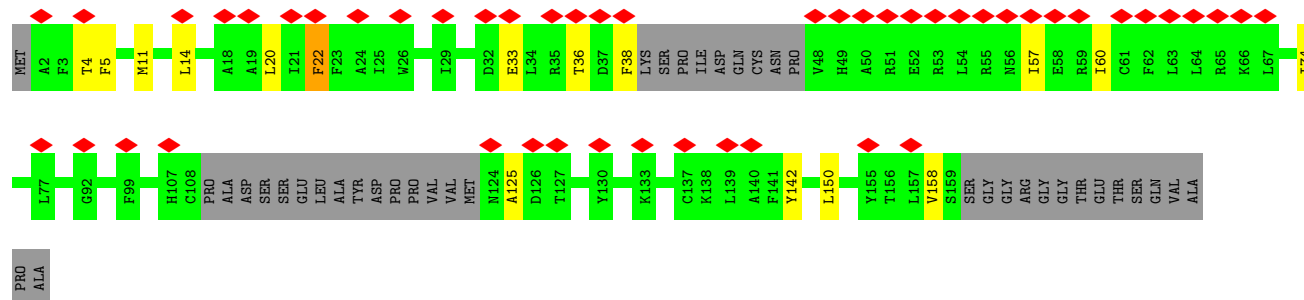 MET A2 F3 T4 F5 M11 L14 A18 A19 L20 I21 F22 F23 A24 I25 W26 I29 D32 E33 L34 R35 T36 D37 F38 LYS SER PRO ILE ASP GLN CYS ASN PRO V48 H49 A50 R51 E52 R53 L54 R55 N56 I57 E58 R59 I60 C61 F62 L63 L64 R65 K66 L67
L77 G92 F99 H107 C108 PRO ALA ASP SER SER GLU LEU ALA TYR ASP PRO PRO VAL VAL MET N124 A125 D126 T127 Y130 K133 C137 K138 L139 A140 F141 Y142 L150 Y155 T156 L157 V158 S159 SER GLY GLY ARG GLY GLY THR GLU THR SER GLN VAL ALA
PRO ALA